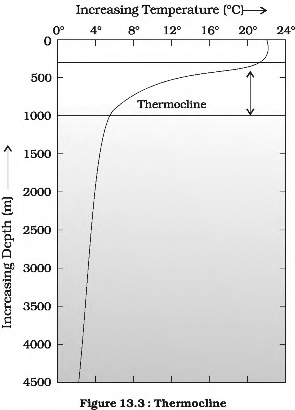 Increasing Temperature (°C)
0° 4° 8° 12° 16° 20° 24°
0
500
Thermocline
1000
1500
2000
2500
3000
3500
4000
4500
Increasing Depth (m)
Figure 13.3 : Thermocline